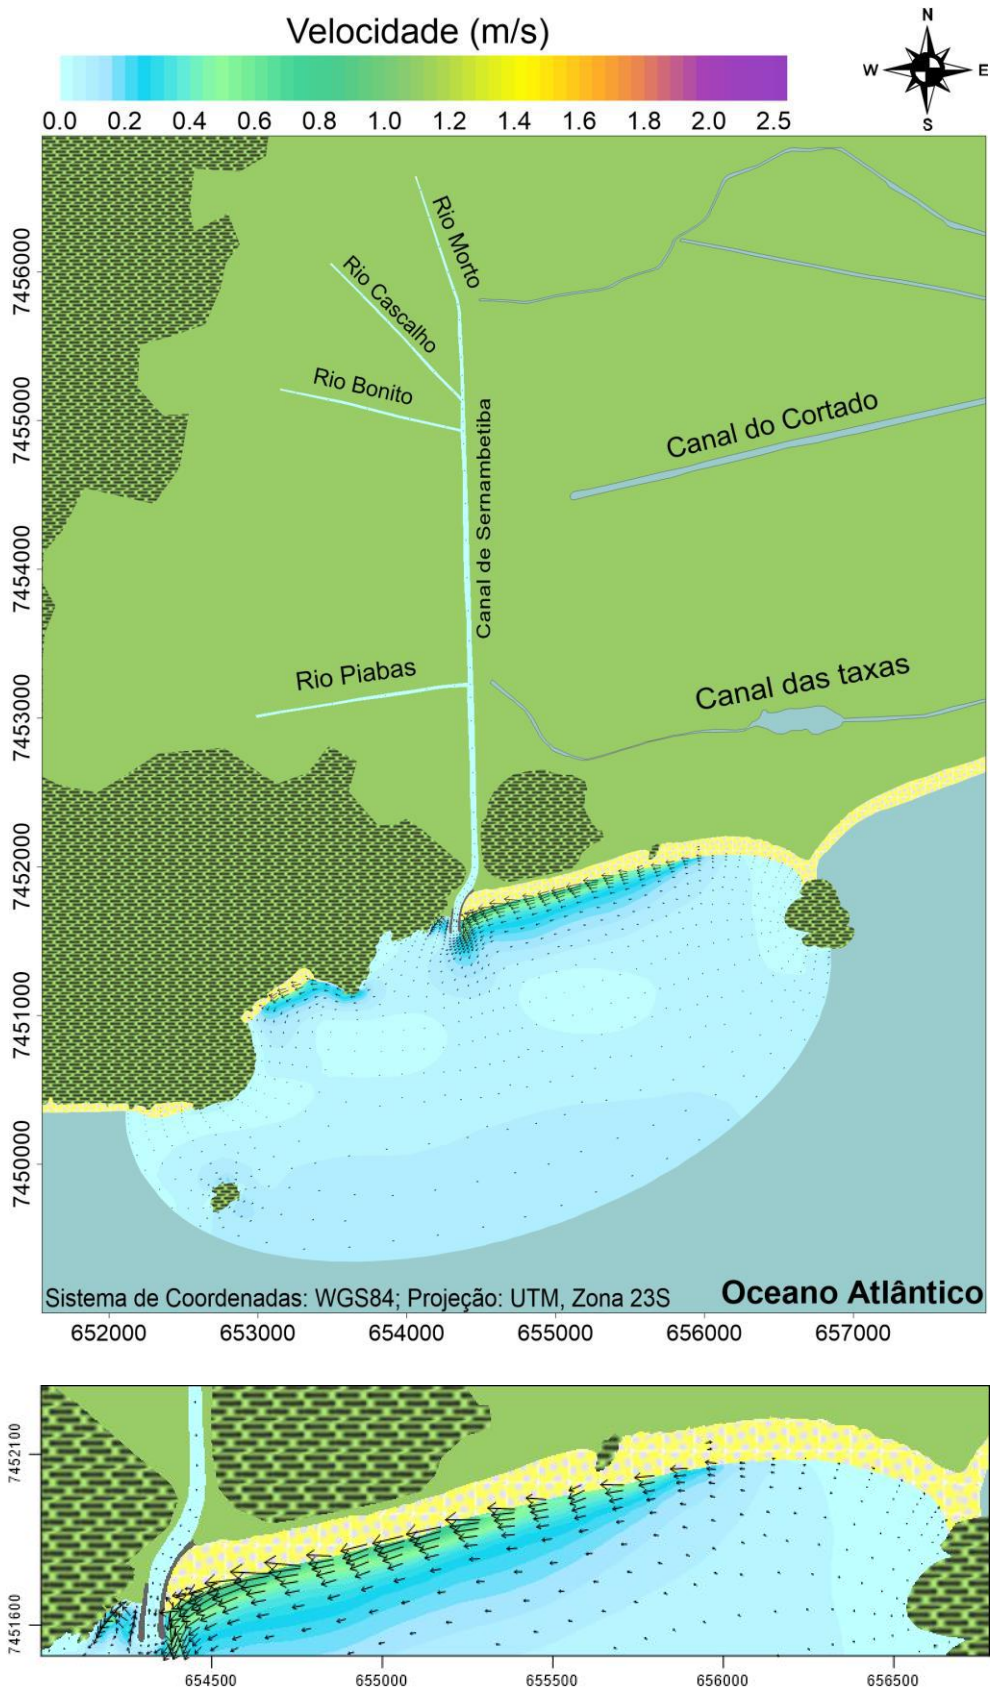 Velocidade (m/s)
N
W E
S
0.0 0.2 0.4 0.6 0.8 1.0 1.2 1.4 1.6 1.8 2.0 2.5
Rio Morto
Rio Cascalho
Rio Bonito
Canal de Sernambetiba
Canal do Cortado
Rio Piabas
Canal das taxas
7456000
7455000
7454000
7453000
7452000
7451000
7450000
Sistema de Coordenadas: WGS84; Projeção: UTM, Zona 23S
Oceano Atlântico
652000 653000 654000 655000 656000 657000
7452100
7451600
654500 655000 655500 656000 656500